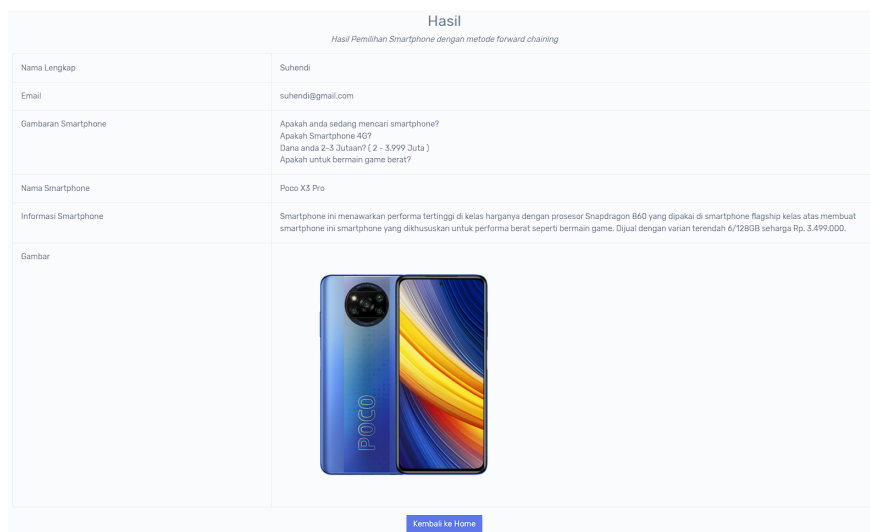 Hasil
Hasil Pemilihan Smartphone dengan metode forward chaining
Nama Lengkap
Suhendi
Email
suhendi@gmail.com
Gambaran Smartphone
Apakah anda sedang mencari smartphone?
Apakah Smartphone 4G?
Dana anda 2-3 Jutaan? ( 2 - 3.999 Juta )
Apakah untuk bermain game berat?
Nama Smartphone
Poco X3 Pro
Informasi Smartphone
Smartphone ini menawarkan performa tertinggi di kelas harganya dengan prosesor Snapdragon 860 yang dipakai di smartphone flagship kelas atas membuat
smartphone ini smartphone yang dikhususkan untuk performa berat seperti bermain game. Dijual dengan varian terendah 6/128GB seharga Rp. 3.499.000.
Gambar
POCO
Kembali ke Home